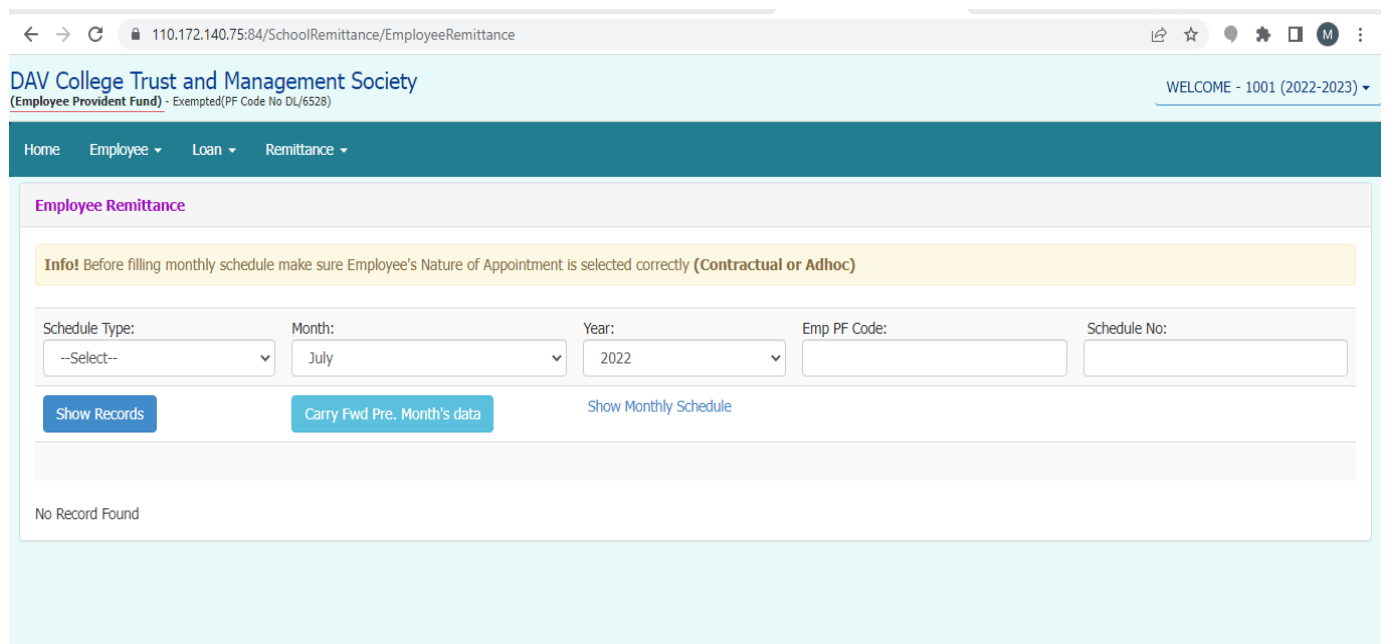 110.172.140.75:84/SchoolRemittance/EmployeeRemittance
M
DAV College Trust and Management Society
(Employee Provident Fund) - Exempted(PF Code No DL/6528)
WELCOME - 1001 (2022-2023)
Home Employee Loan Remittance
Employee Remittance
Info! Before filling monthly schedule make sure Employee's Nature of Appointment is selected correctly (Contractual or Adhoc)
Schedule Type: Month: Year: Emp PF Code: Schedule No:
--Select-- July 2022
Show Records Carry Fwd Pre. Month's data Show Monthly Schedule
No Record Found